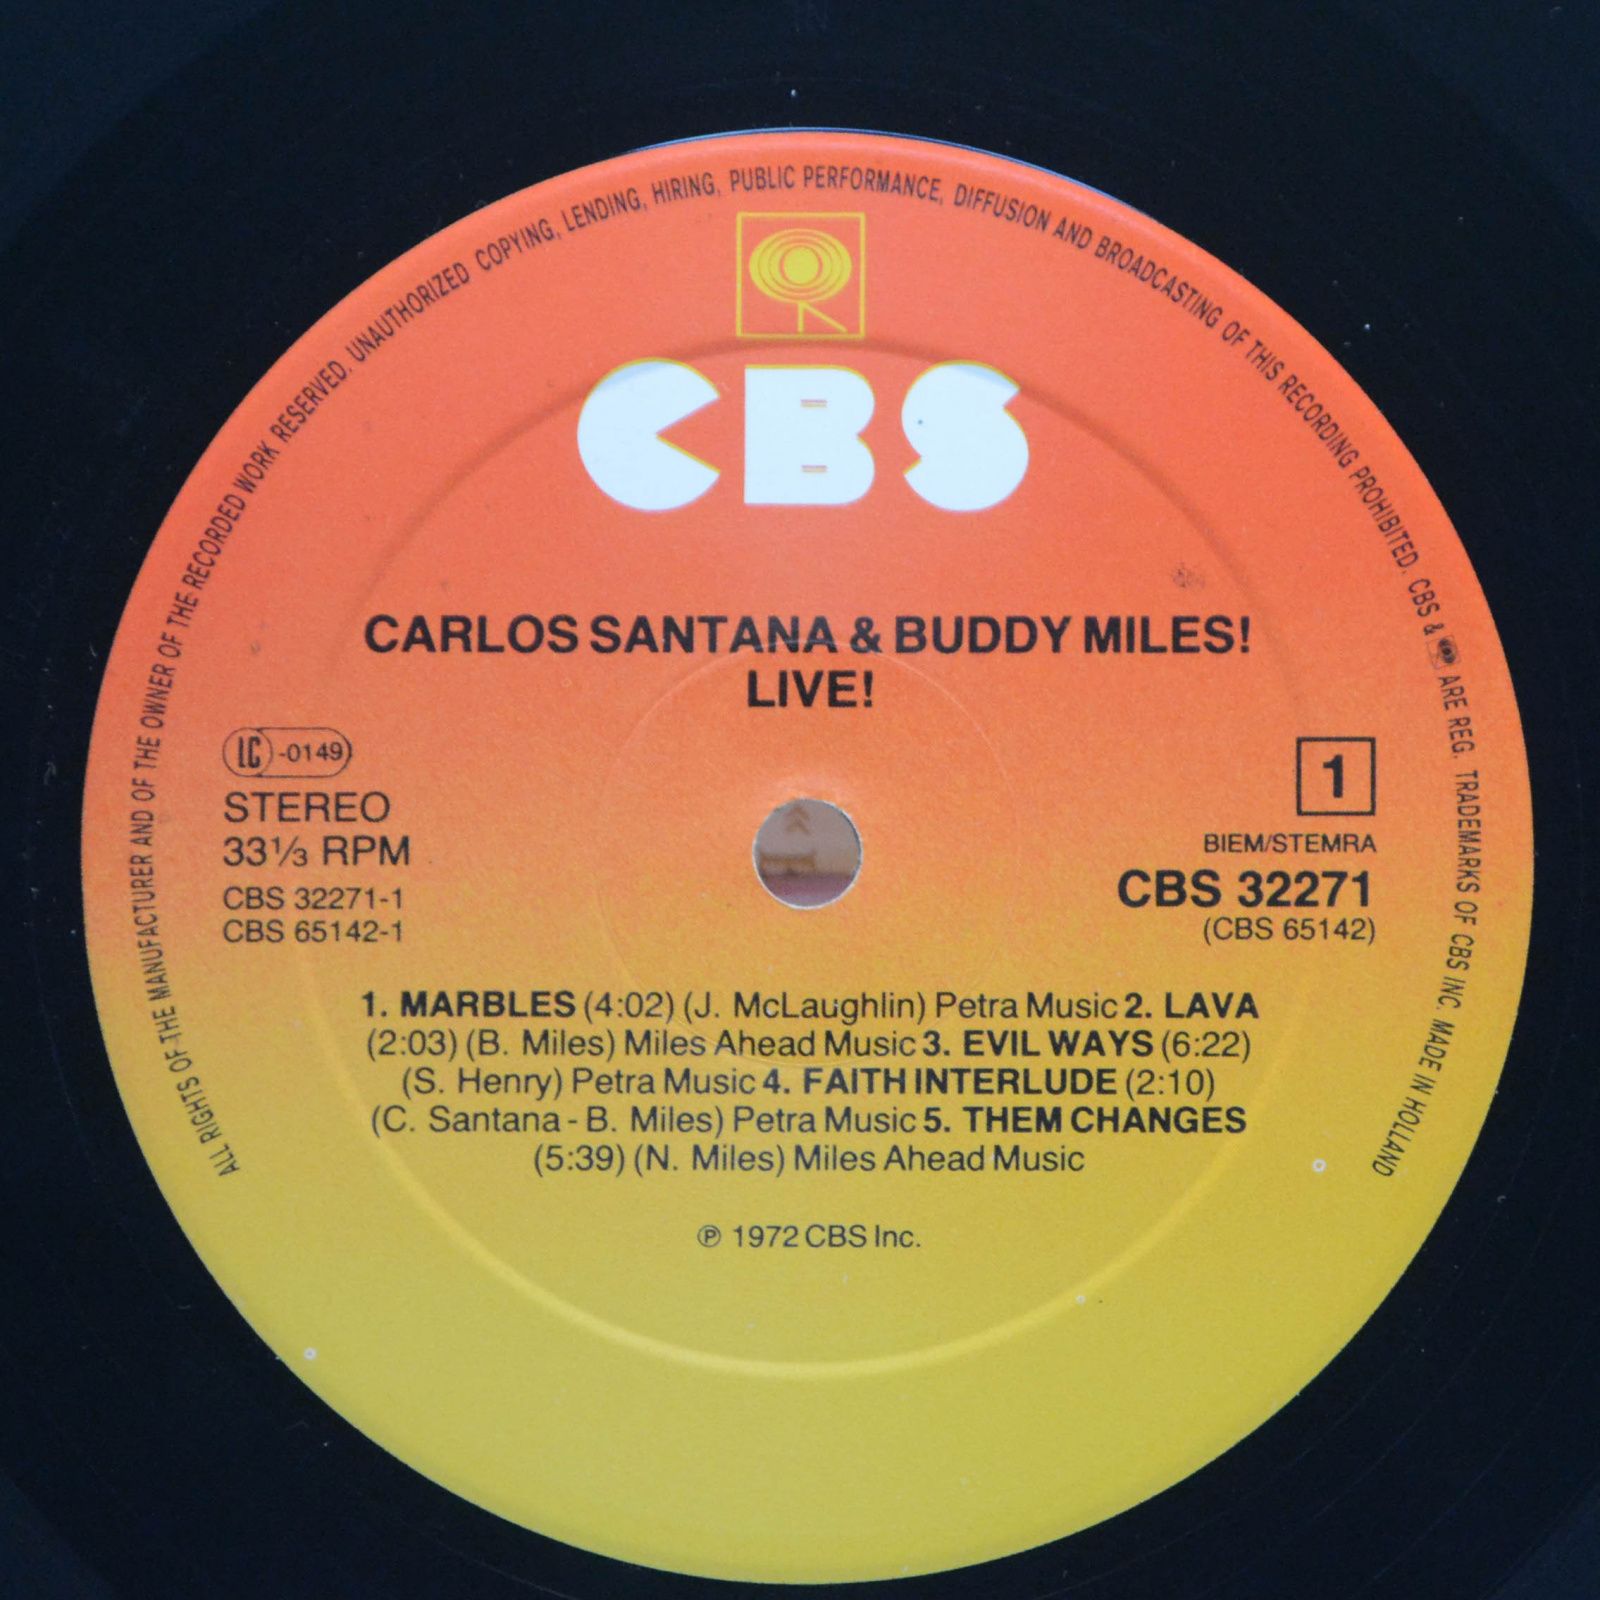 ALL RIGHTS OF THE MANUFACTURER AND OF THE OWNER OF THE RECORDED WORK RESERVED. UNAUTHORIZED COPYING, LENDING, HIRING, PUBLIC PERFORMANCE, DIFFUSION AND BROADCASTING OF THIS RECORDING PROHIBITED. CBS & ARE REG. TRADEMARKS OF CBS INC. MADE IN HOLLAND
CBS
CARLOS SANTANA & BUDDY MILES!
LIVE!
LC -0149
STEREO
33⅓ RPM
CBS 32271-1
CBS 65142-1
1
BIEM/STEMRA
CBS 32271
(CBS 65142)
1. MARBLES (4:02) (J. McLaughlin) Petra Music 2. LAVA
(2:03) (B. Miles) Miles Ahead Music 3. EVIL WAYS (6:22)
(S. Henry) Petra Music 4. FAITH INTERLUDE (2:10)
(C. Santana - B. Miles) Petra Music 5. THEM CHANGES
(5:39) (N. Miles) Miles Ahead Music
℗ 1972 CBS Inc.